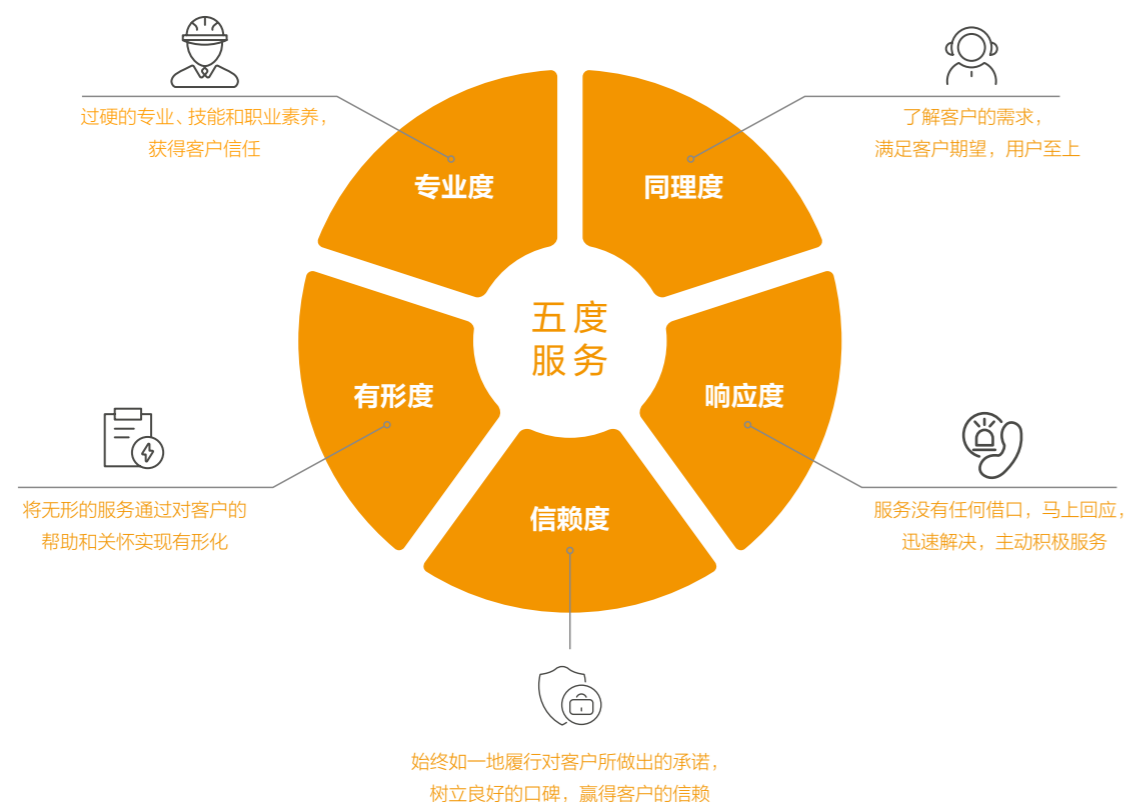 过硬的专业、技能和职业素养，
获得客户信任
了解客户的需求，
满足客户期望，用户至上
专业度
同理度
五度
服务
有形度
响应度
将无形的服务通过对客户的
帮助和关怀实现有形化
服务没有任何借口，马上回应，
迅速解决，主动积极服务
信赖度
始终如一地履行对客户所做出的承诺，
树立良好的口碑，赢得客户的信赖